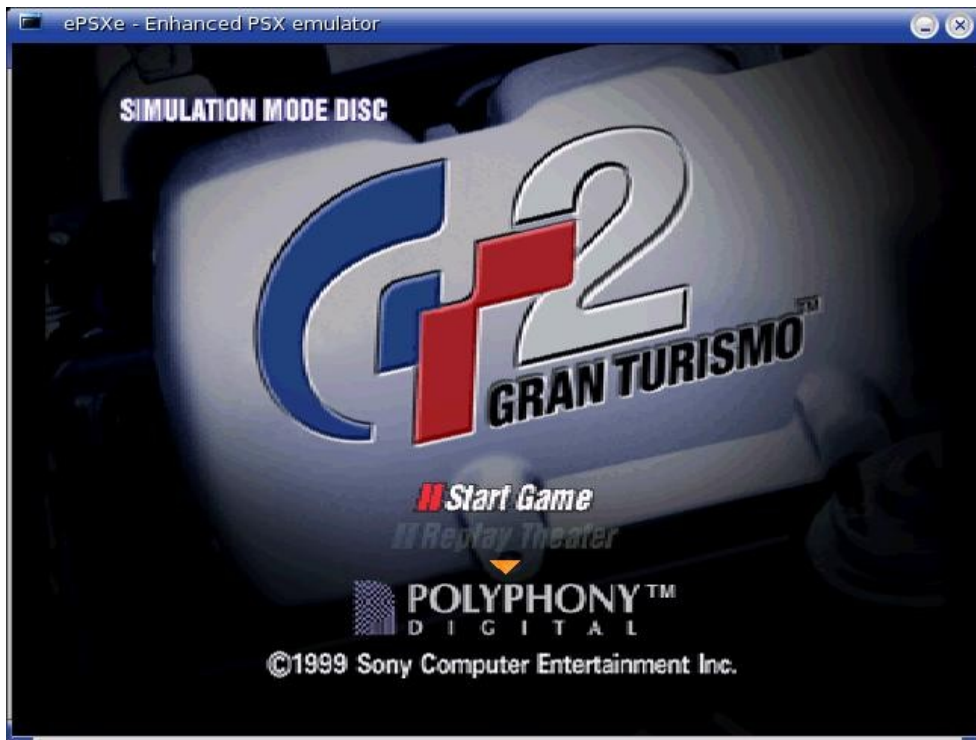 ePSXe - Enhanced PSX emulator
SIMULATION MODE DISC
GT2
GRAN TURISMO™
Start Game
Replay Theater
POLYPHONY™
DIGITAL
©1999 Sony Computer Entertainment Inc.